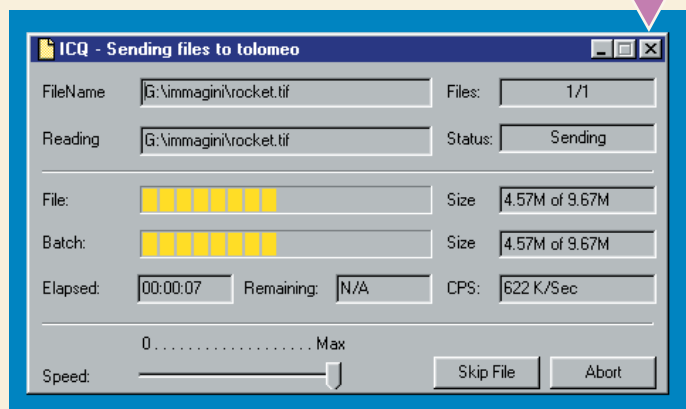 ICQ - Sending files to tolomeo
FileName G:\immagini\rocket.tif Files: 1/1
Reading G:\immagini\rocket.tif Status: Sending
File: Size 4.57M of 9.67M
Batch: Size 4.57M of 9.67M
Elapsed: 00:00:07 Remaining: N/A CPS: 622 K/Sec
0 . . . . . . . . . . . . . . . . . . . Max
Speed: Skip File Abort